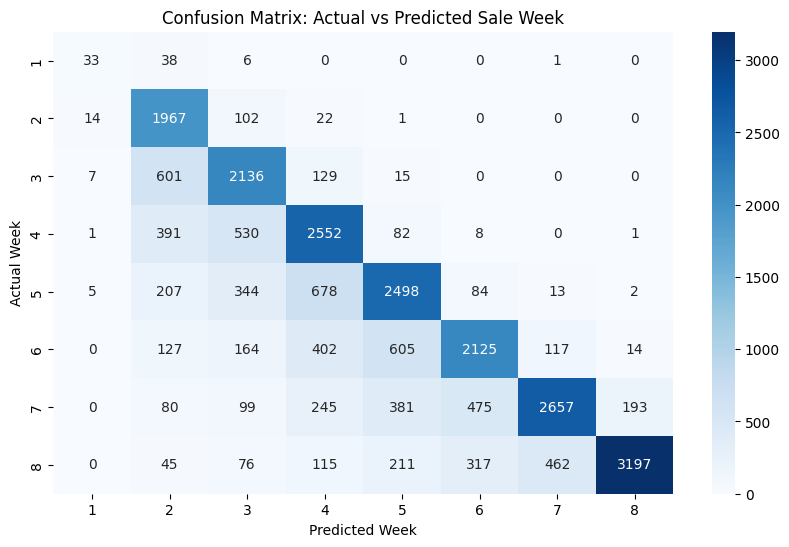 Confusion Matrix: Actual vs Predicted Sale Week
1 33 38 6 0 0 0 1 0
2 14 1967 102 22 1 0 0 0
3 7 601 2136 129 15 0 0 0
4 1 391 530 2552 82 8 0 1
5 5 207 344 678 2498 84 13 2
6 0 127 164 402 605 2125 117 14
7 0 80 99 245 381 475 2657 193
8 0 45 76 115 211 317 462 3197
1 2 3 4 5 6 7 8
Predicted Week
Actual Week
3000
2500
2000
1500
1000
500
0